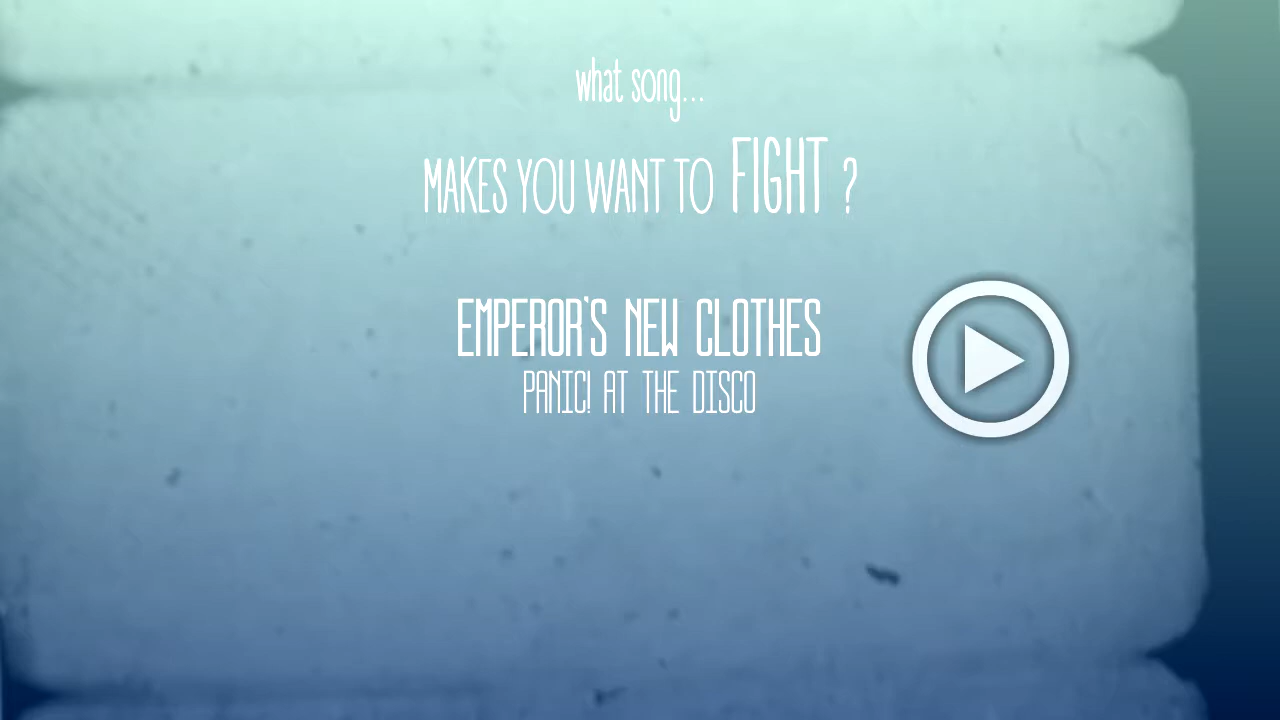 what song...
MAKES YOU WANT TO FIGHT ?
EMPEROR'S NEW CLOTHES
PANIC! AT THE DISCO